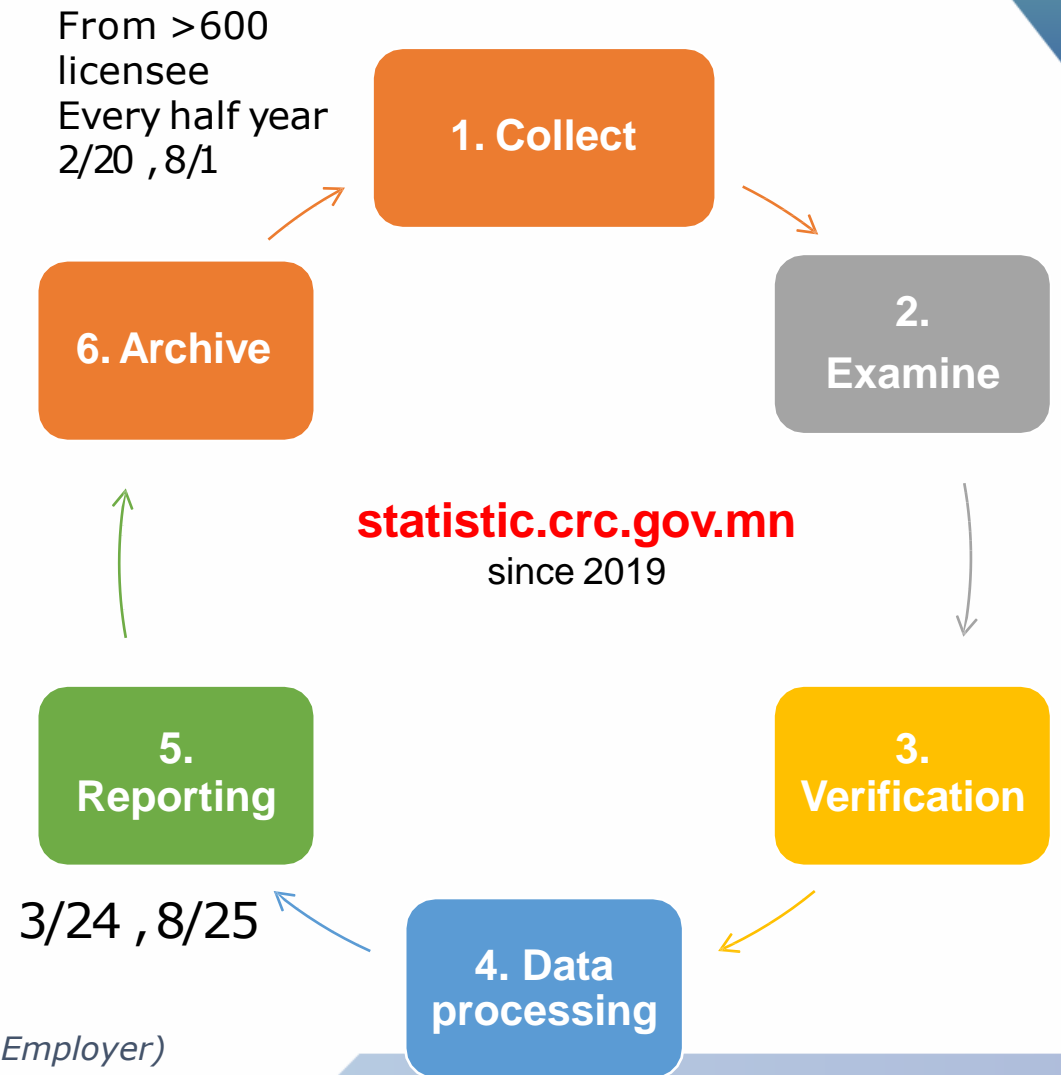 From >600
licensee
Every half year
2/20 , 8/1
1. Collect
2.
Examine
3.
Verification
4. Data
processing
5.
Reporting
3/24 , 8/25
6. Archive
statistic.crc.gov.mn
since 2019
Employer)